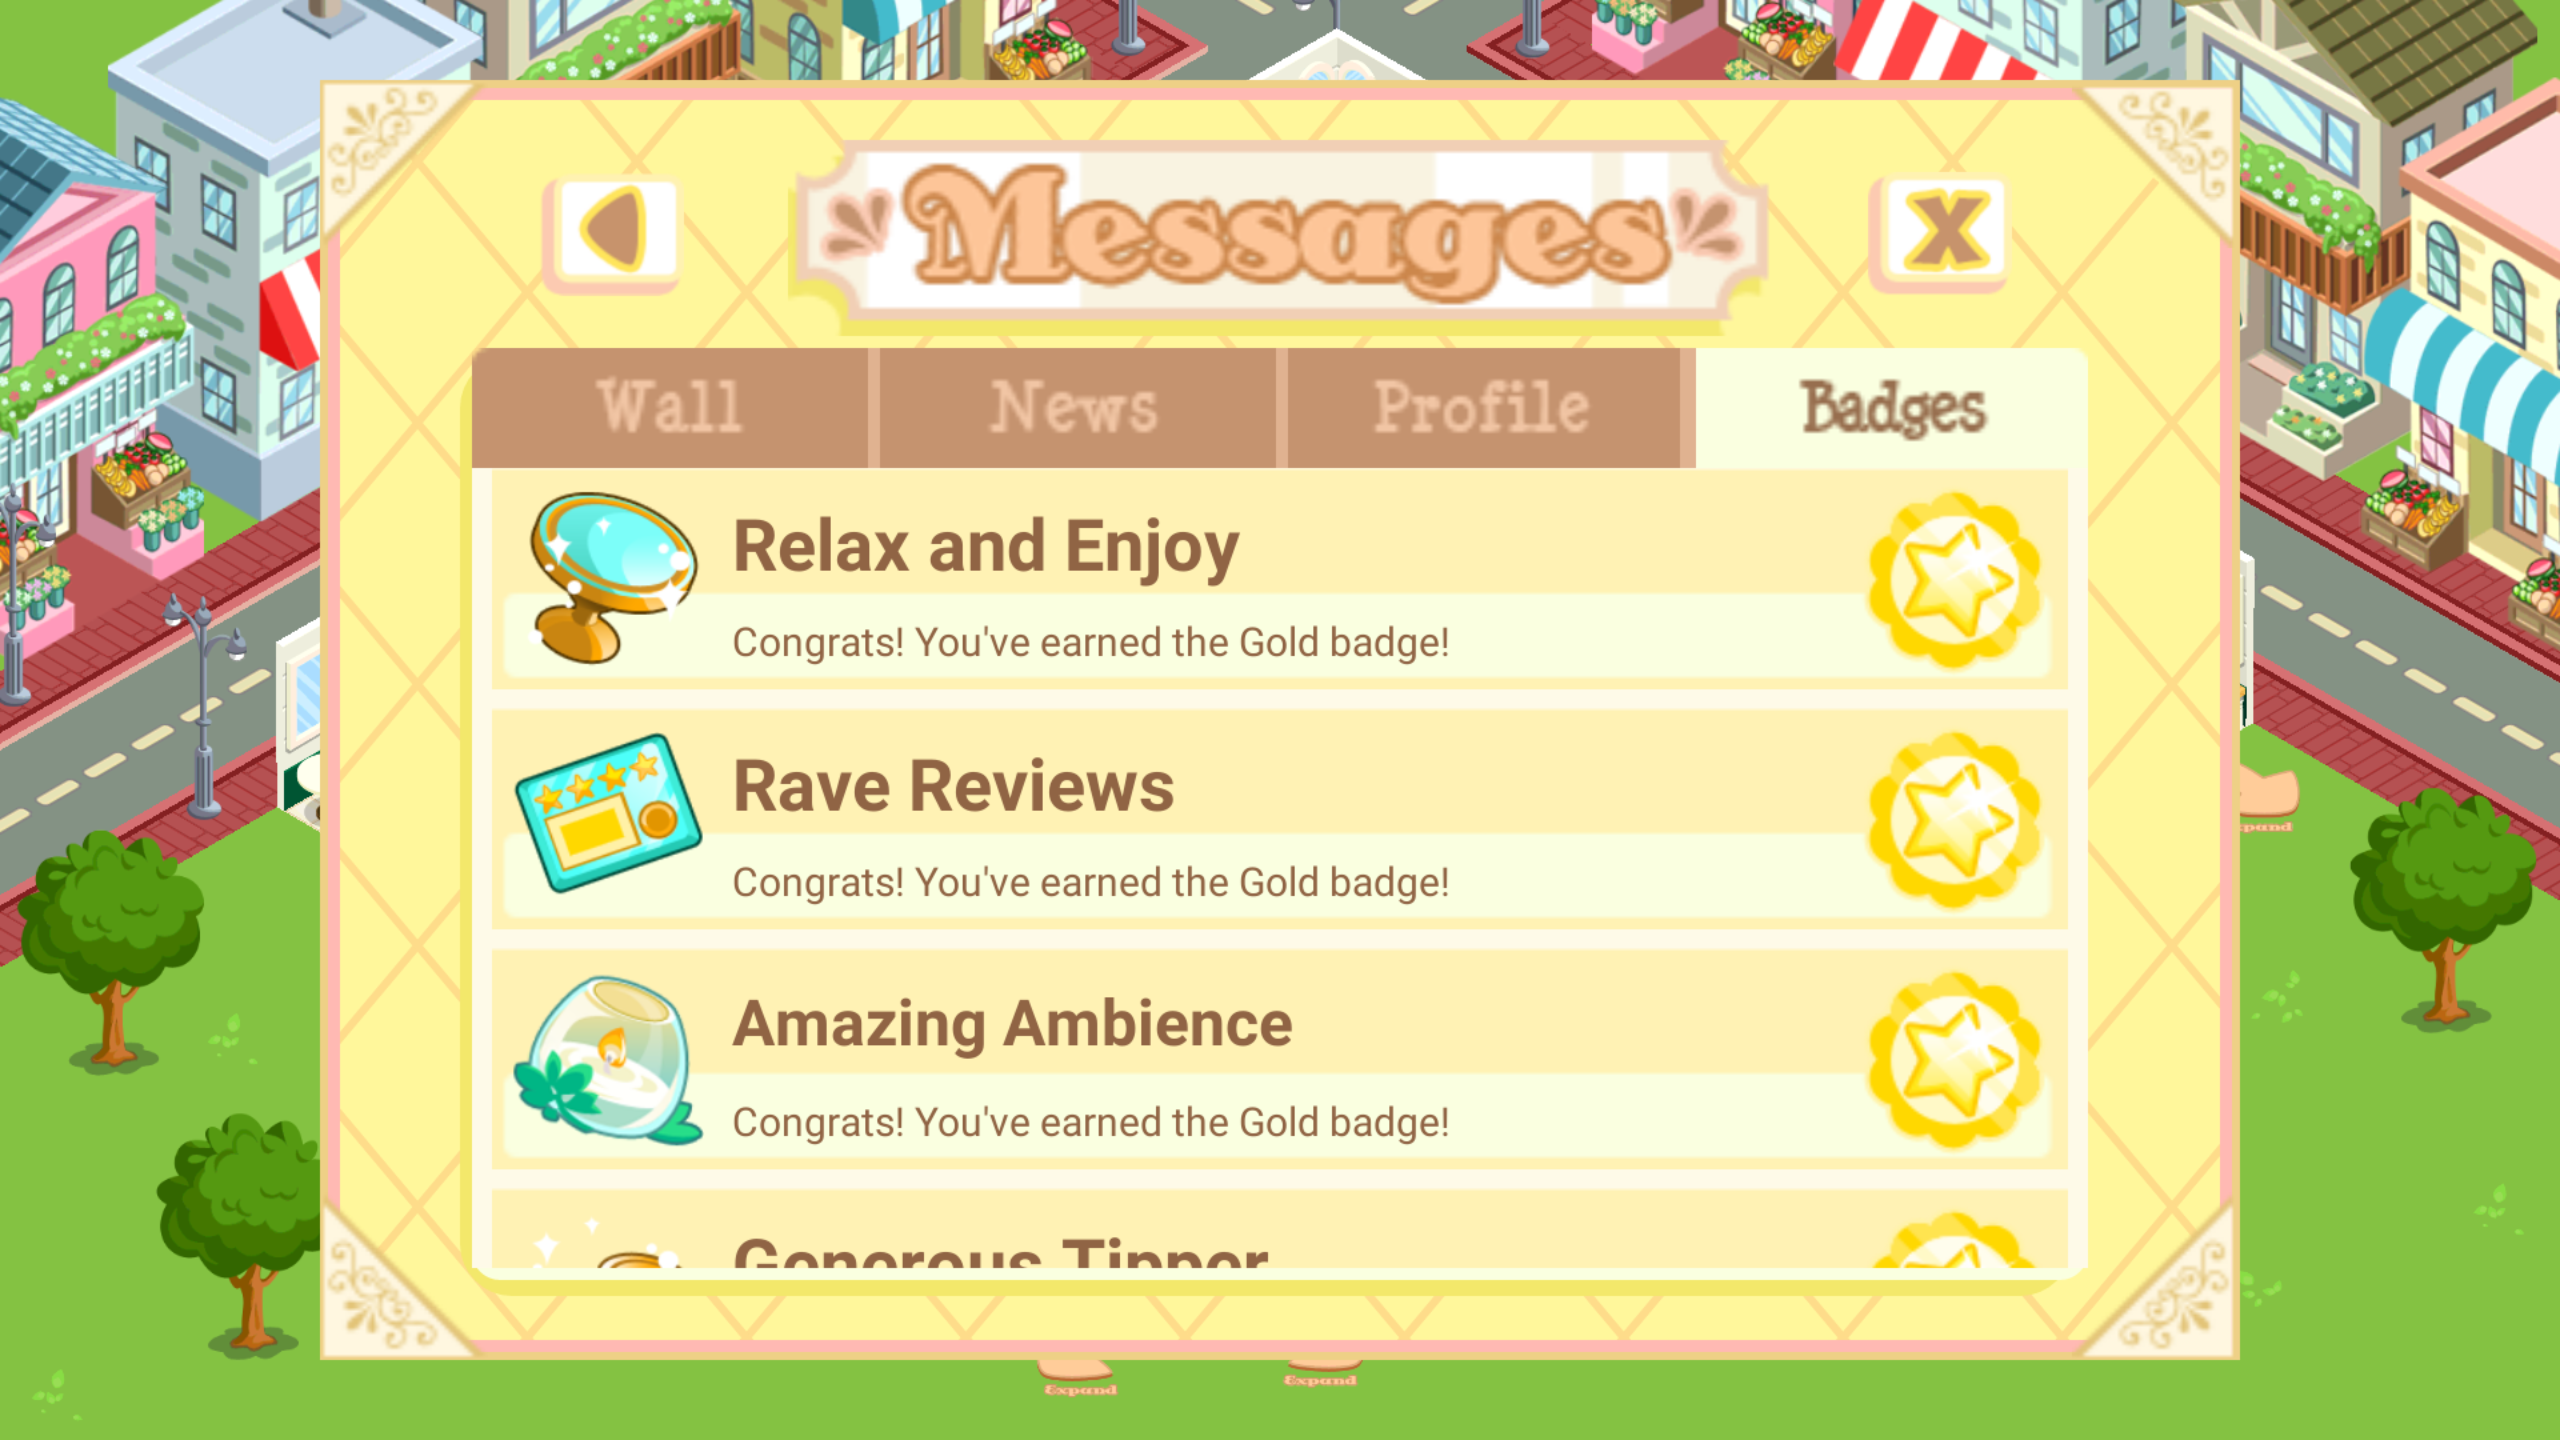 Messages
Wall
News
Profile
Badges
Relax and Enjoy
Congrats! You've earned the Gold badge!
Rave Reviews
Congrats! You've earned the Gold badge!
Amazing Ambience
Congrats! You've earned the Gold badge!
Generous Tipper
pand
Expand
Expand